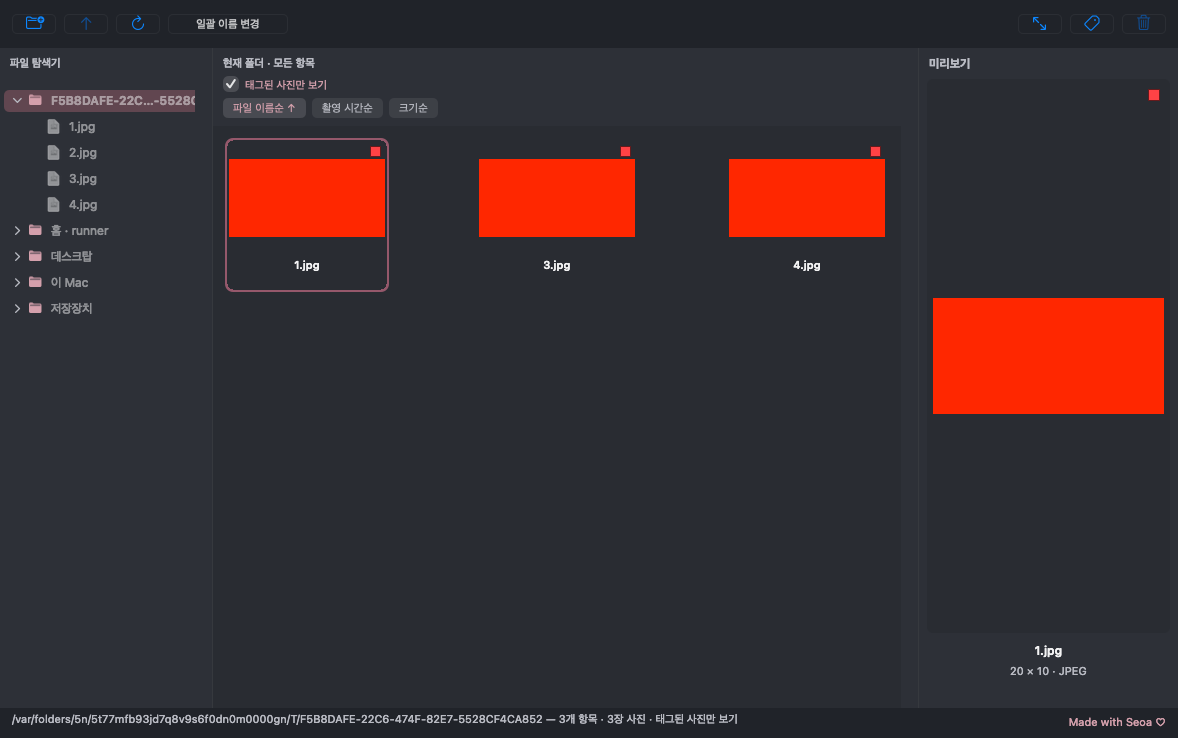 일괄 이름 변경
파일 탐색기
F5B8DAFE-22C...-5528C
1.jpg
2.jpg
3.jpg
4.jpg
홈 · runner
데스크탑
이 Mac
저장장치
현재 폴더 · 모든 항목
태그된 사진만 보기
파일 이름순 ↑
촬영 시간순
크기순
1.jpg
3.jpg
4.jpg
미리보기
1.jpg
20 × 10 · JPEG
/var/folders/5n/5t77mfb93jd7q8v9s6f0dn0m0000gn/T/F5B8DAFE-22C6-474F-82E7-5528CF4CA852 — 3개 항목 · 3장 사진 · 태그된 사진만 보기
Made with Seoa ♡